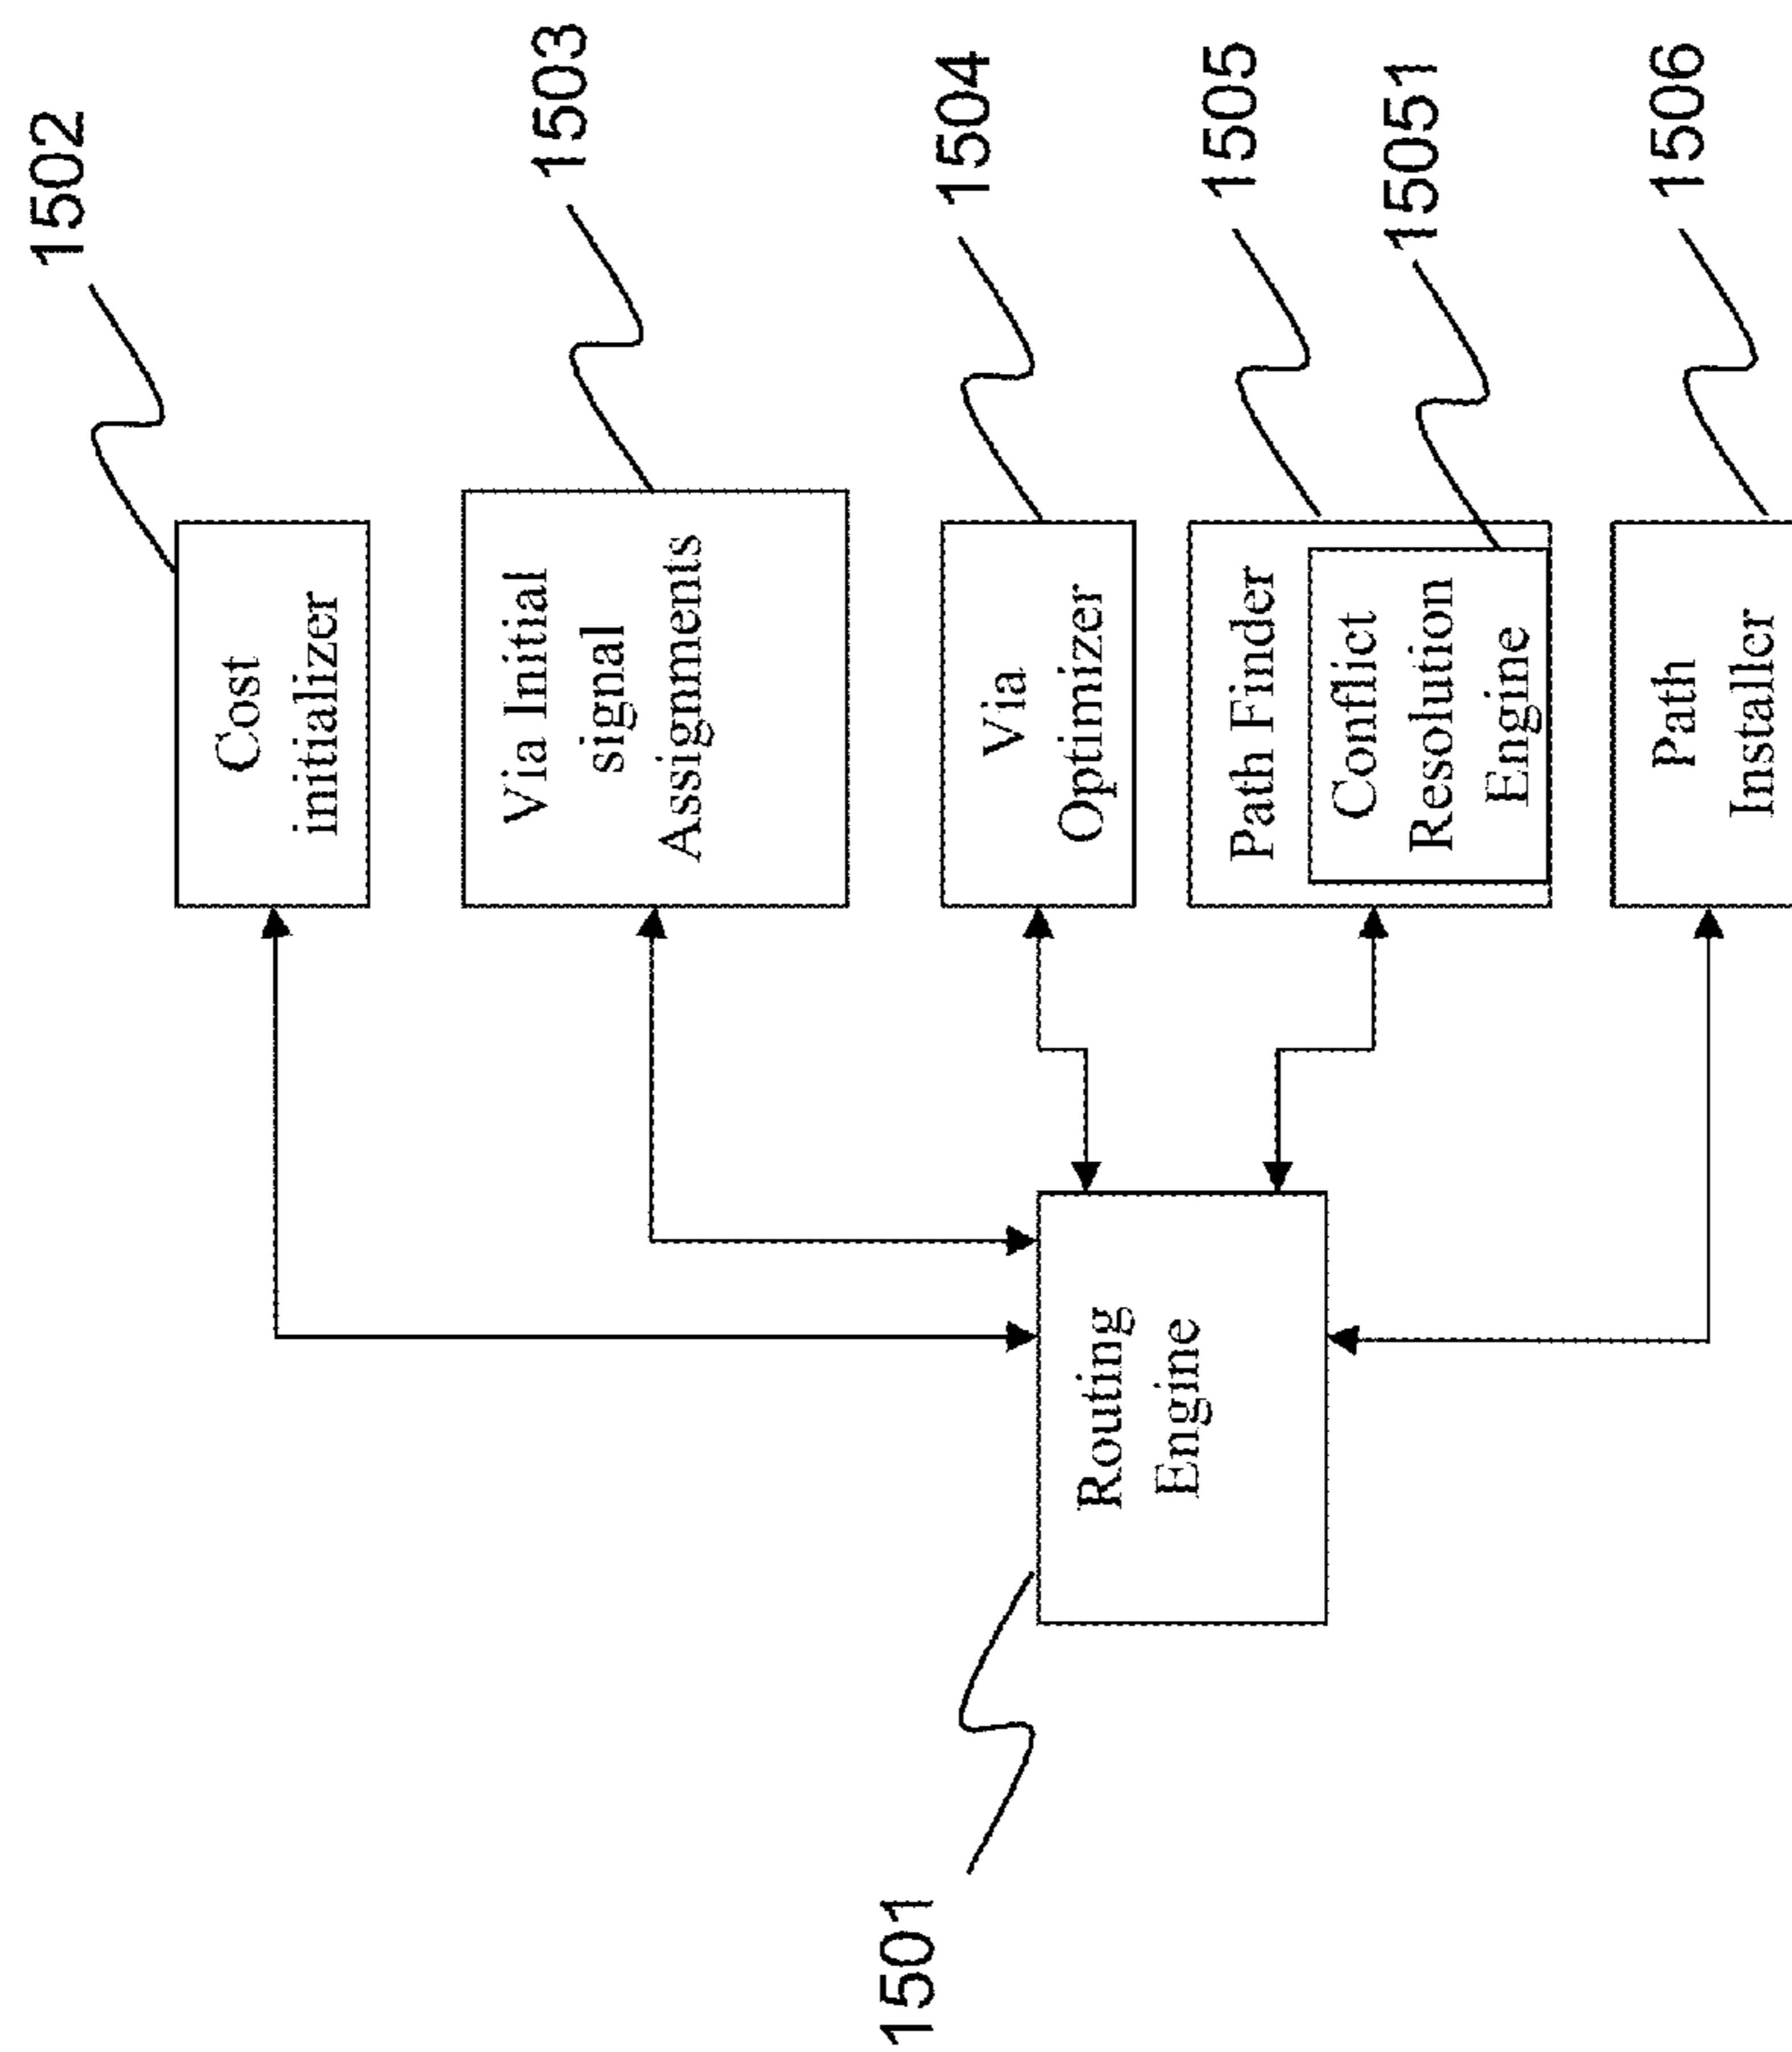 1502
Cost
initializer
1503
Via Initial
signal
Assignments
1504
Via
Optimizer
1505
Path Finder
15051
Conflict
Resolution
Engine
1506
Path
Installer
1501
Routing
Engine